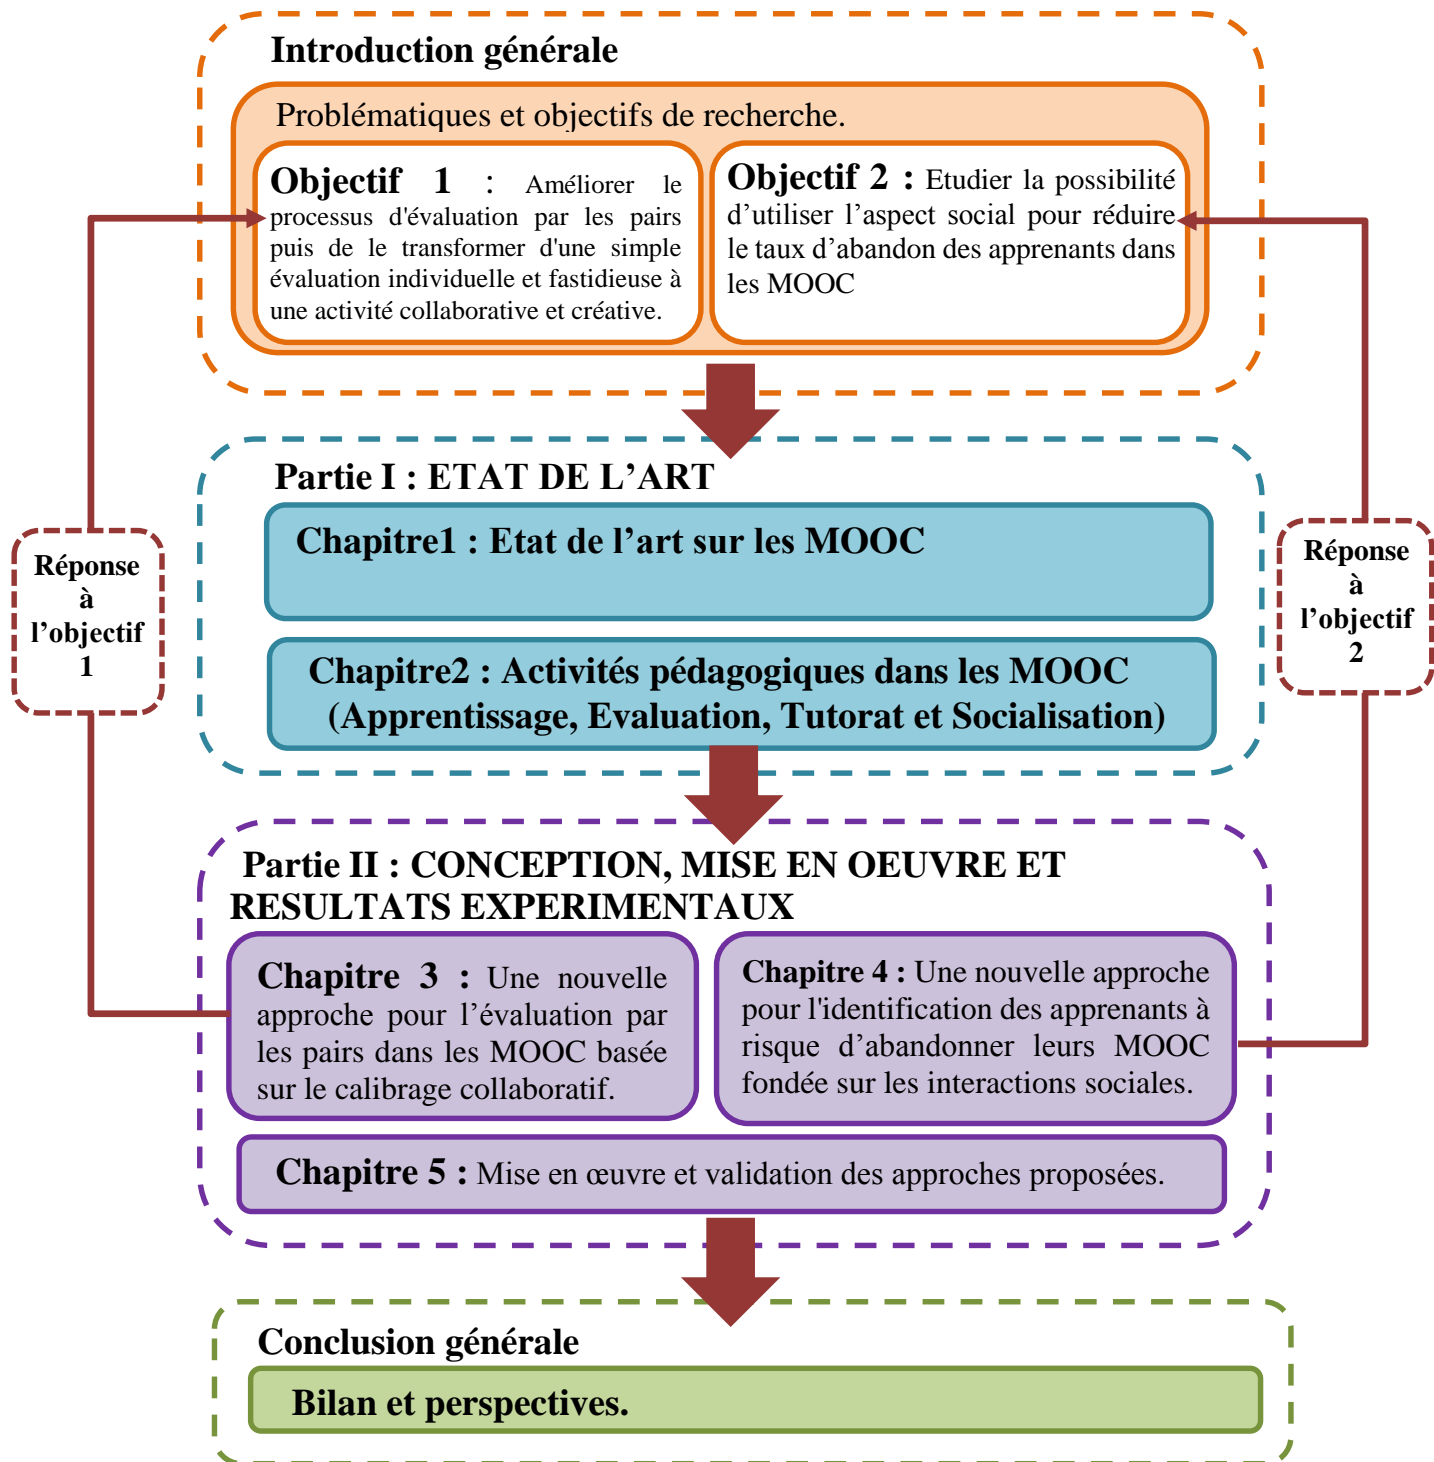 Introduction générale
Problématiques et objectifs de recherche.
Objectif 1 : Améliorer le
processus d'évaluation par les pairs
puis de le transformer d'une simple
évaluation individuelle et fastidieuse à
une activité collaborative et créative.
Objectif 2 : Etudier la possibilité
d’utiliser l’aspect social pour réduire
le taux d’abandon des apprenants dans
les MOOC
Partie I : ETAT DE L’ART
Chapitre1 : Etat de l’art sur les MOOC
Chapitre2 : Activités pédagogiques dans les MOOC
(Apprentissage, Evaluation, Tutorat et Socialisation)
Réponse
à
l’objectif
1
Réponse
à
l’objectif
2
Partie II : CONCEPTION, MISE EN OEUVRE ET
RESULTATS EXPERIMENTAUX
Chapitre 3 : Une nouvelle
approche pour l’évaluation par
les pairs dans les MOOC basée
sur le calibrage collaboratif.
Chapitre 4 : Une nouvelle approche
pour l'identification des apprenants à
risque d’abandonner leurs MOOC
fondée sur les interactions sociales.
Chapitre 5 : Mise en œuvre et validation des approches proposées.
Conclusion générale
Bilan et perspectives.